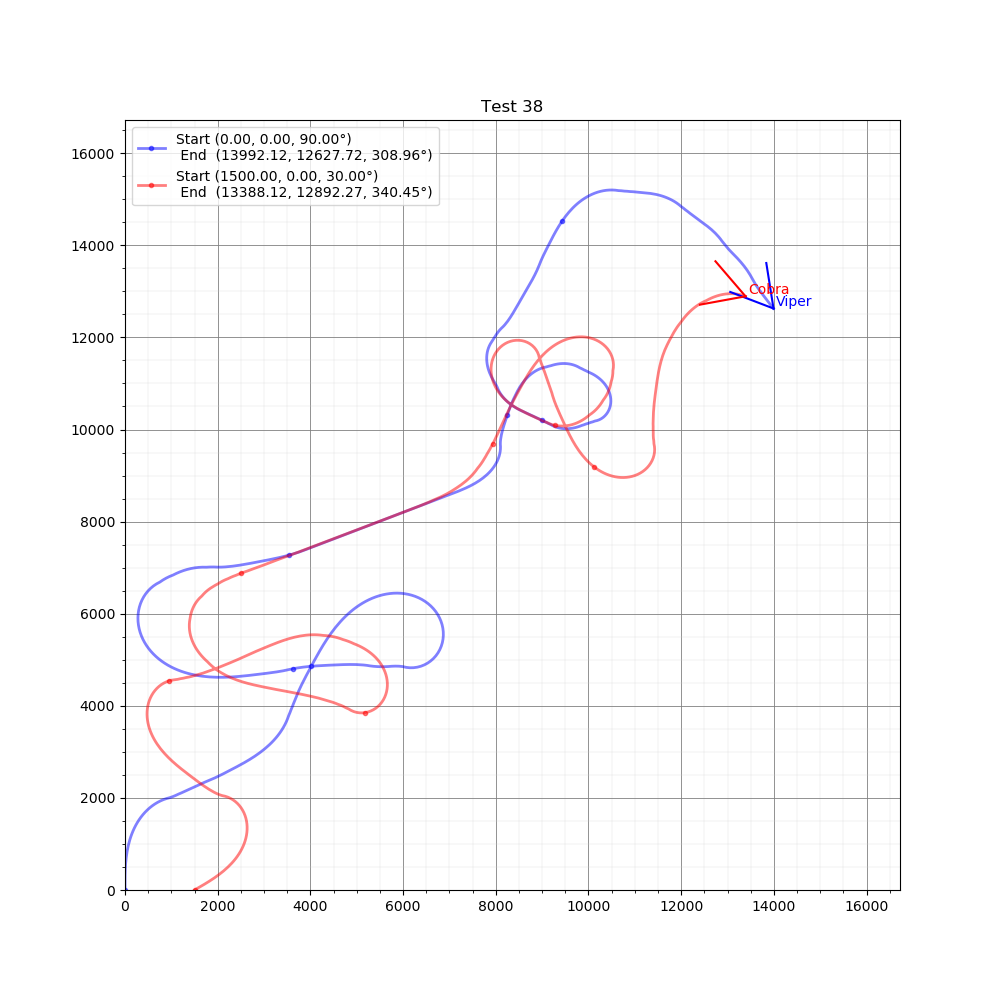 Test 38
Start (0.00, 0.00, 90.00°)
End (13992.12, 12627.72, 308.96°)
Start (1500.00, 0.00, 30.00°)
End (13388.12, 12892.27, 340.45°)
16000
14000
12000
10000
8000
6000
4000
2000
0
Cobra
Viper
0 2000 4000 6000 8000 10000 12000 14000 16000